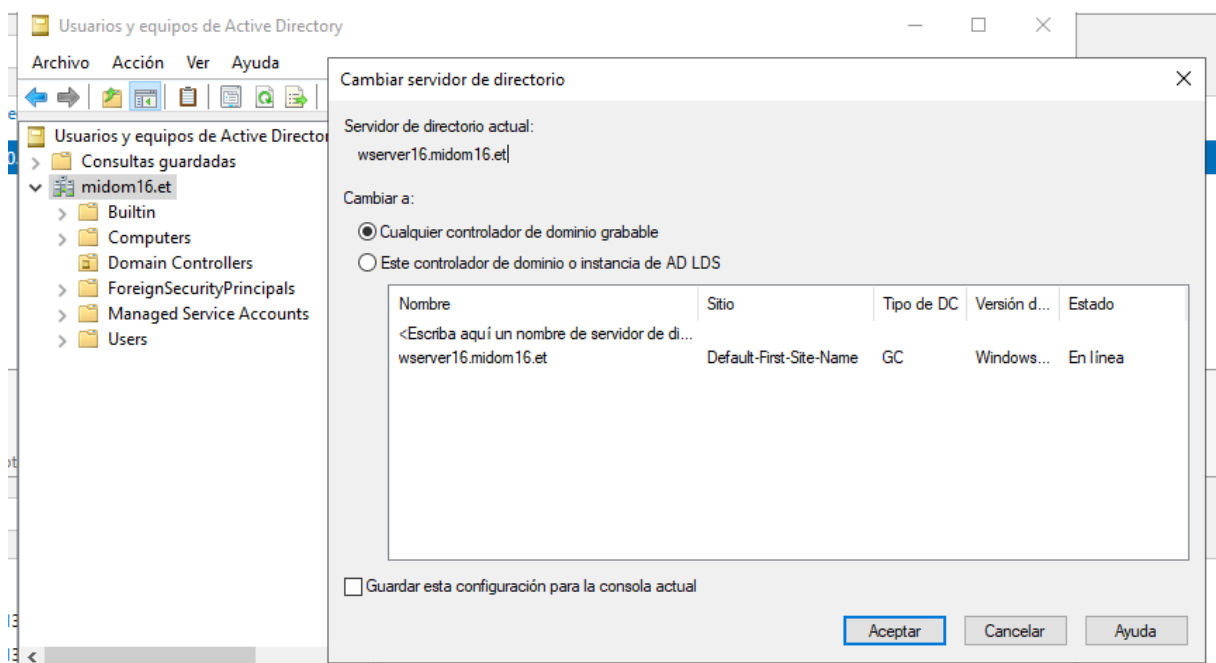 Usuarios y equipos de Active Directory
Archivo Acción Ver Ayuda
Usuarios y equipos de Active Director
Consultas guardadas
midom16.et
Builtin
Computers
Domain Controllers
ForeignSecurityPrincipals
Managed Service Accounts
Users
Cambiar servidor de directorio
Servidor de directorio actual:
wserver16.midom16.et
Cambiar a:
Cualquier controlador de dominio grabable
Este controlador de dominio o instancia de AD LDS
Nombre Sitio Tipo de DC Versión d... Estado
<Escriba aquí un nombre de servidor de di...
wserver16.midom16.et Default-First-Site-Name GC Windows... En línea
Guardar esta configuración para la consola actual
Aceptar Cancelar Ayuda